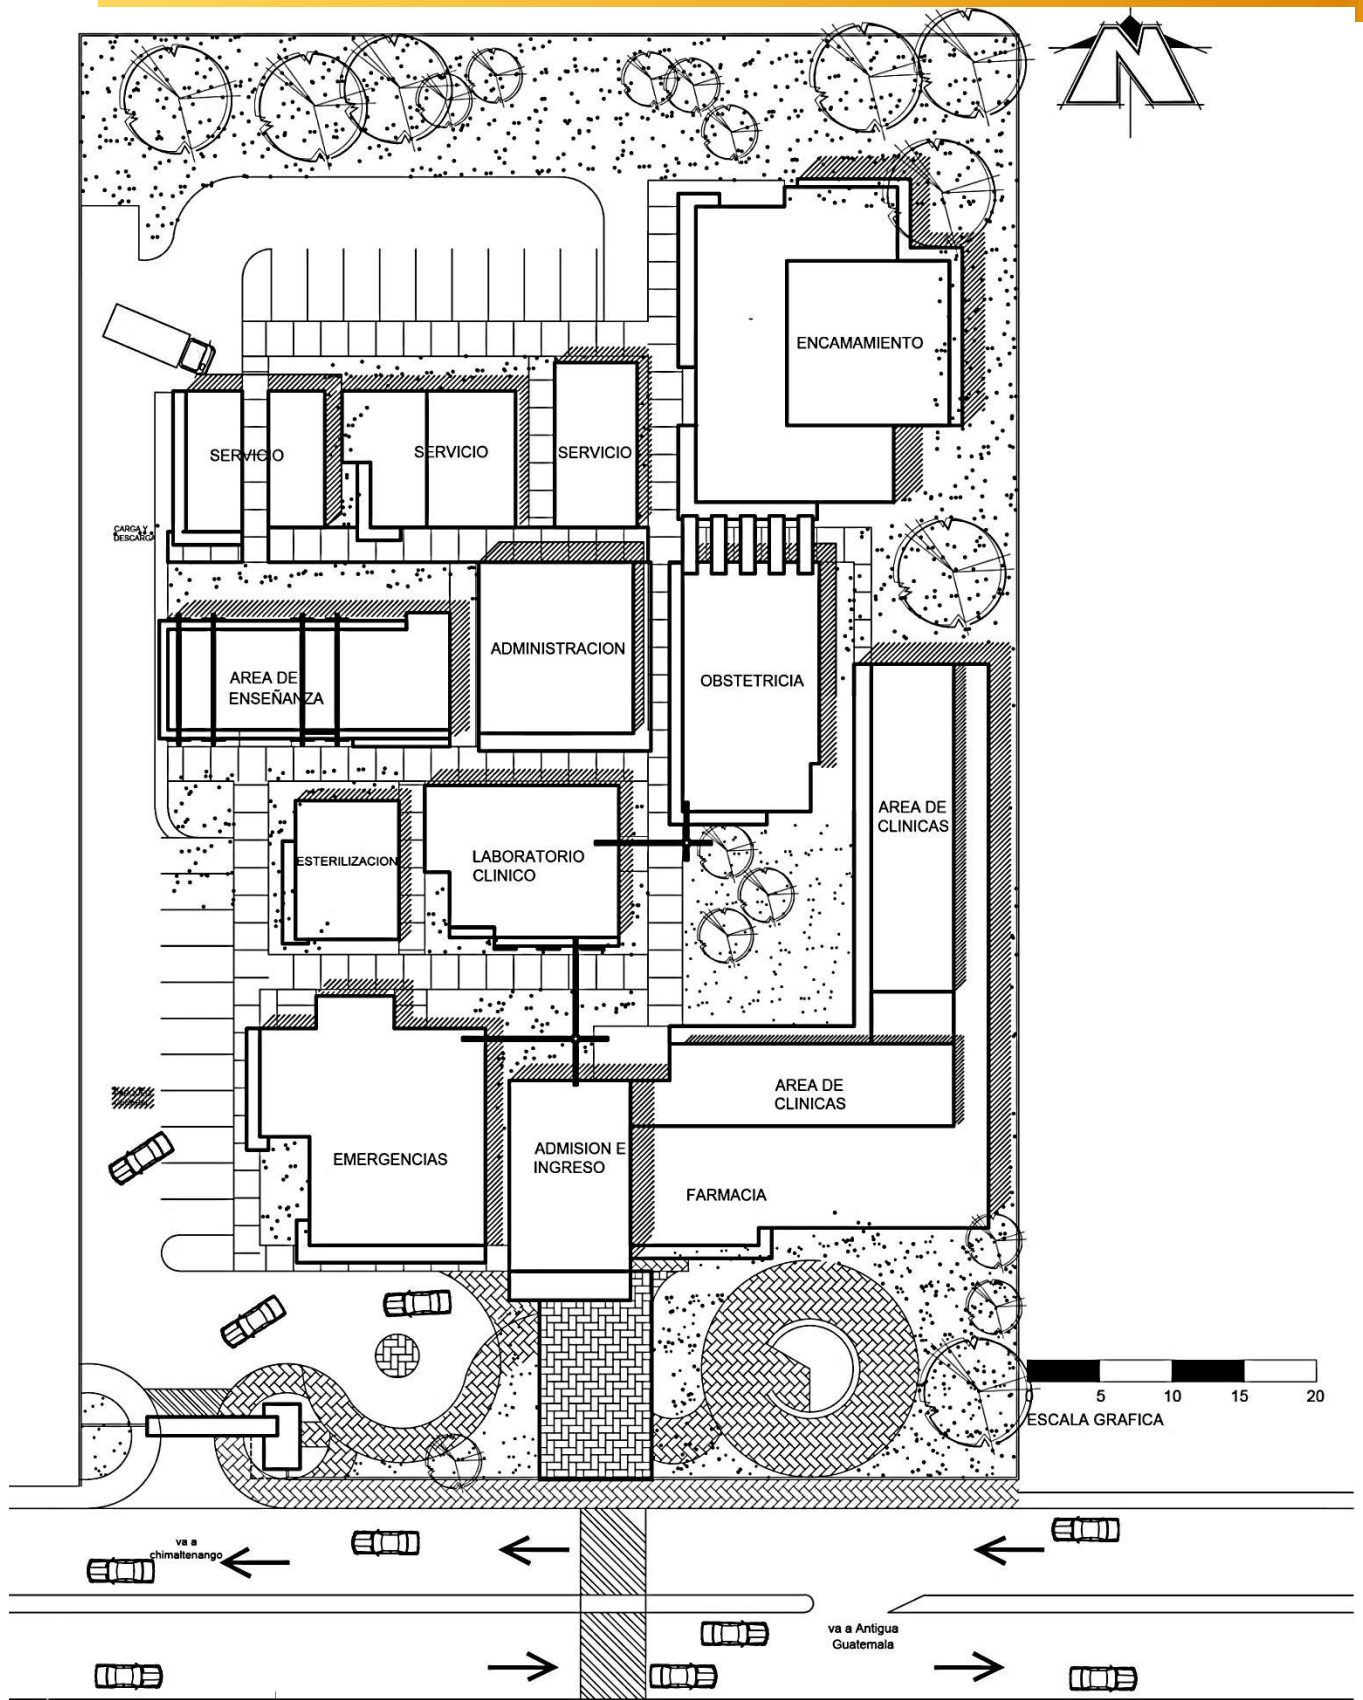 N
ENCAMAMIENTO
SERVICIO
SERVICIO
SERVICIO
CARGA Y
DESCARGA
ADMINISTRACION
AREA DE
ENSEÑANZA
OBSTETRICIA
AREA DE
CLINICAS
ESTERILIZACION
LABORATORIO
CLINICO
AREA DE
CLINICAS
ADMISION E
INGRESO
EMERGENCIAS
FARMACIA
0 5 10 15 20
ESCALA GRAFICA
va a
chimaltenango
va a Antigua
Guatemala